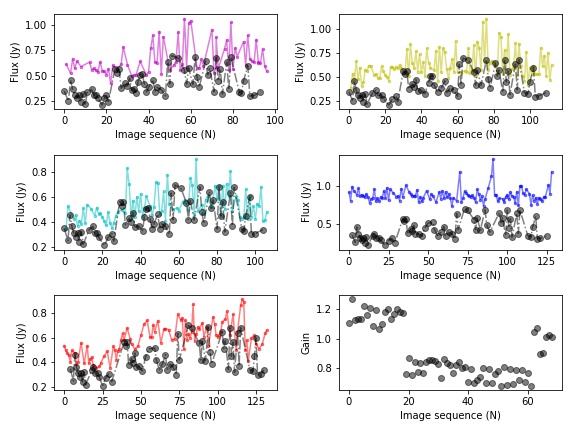 1.00
0.75
0.50
0.25
Flux (Jy)
0 20 40 60 80 100
Image sequence (N)
1.00
0.75
0.50
0.25
Flux (Jy)
0 20 40 60 80 100
Image sequence (N)
0.8
0.6
0.4
0.2
Flux (Jy)
0 20 40 60 80 100
Image sequence (N)
1.0
0.5
Flux (Jy)
0 25 50 75 100 125
Image sequence (N)
0.8
0.6
0.4
0.2
Flux (Jy)
0 25 50 75 100 125
Image sequence (N)
1.2
1.0
0.8
Gain
0 20 40 60
Image sequence (N)